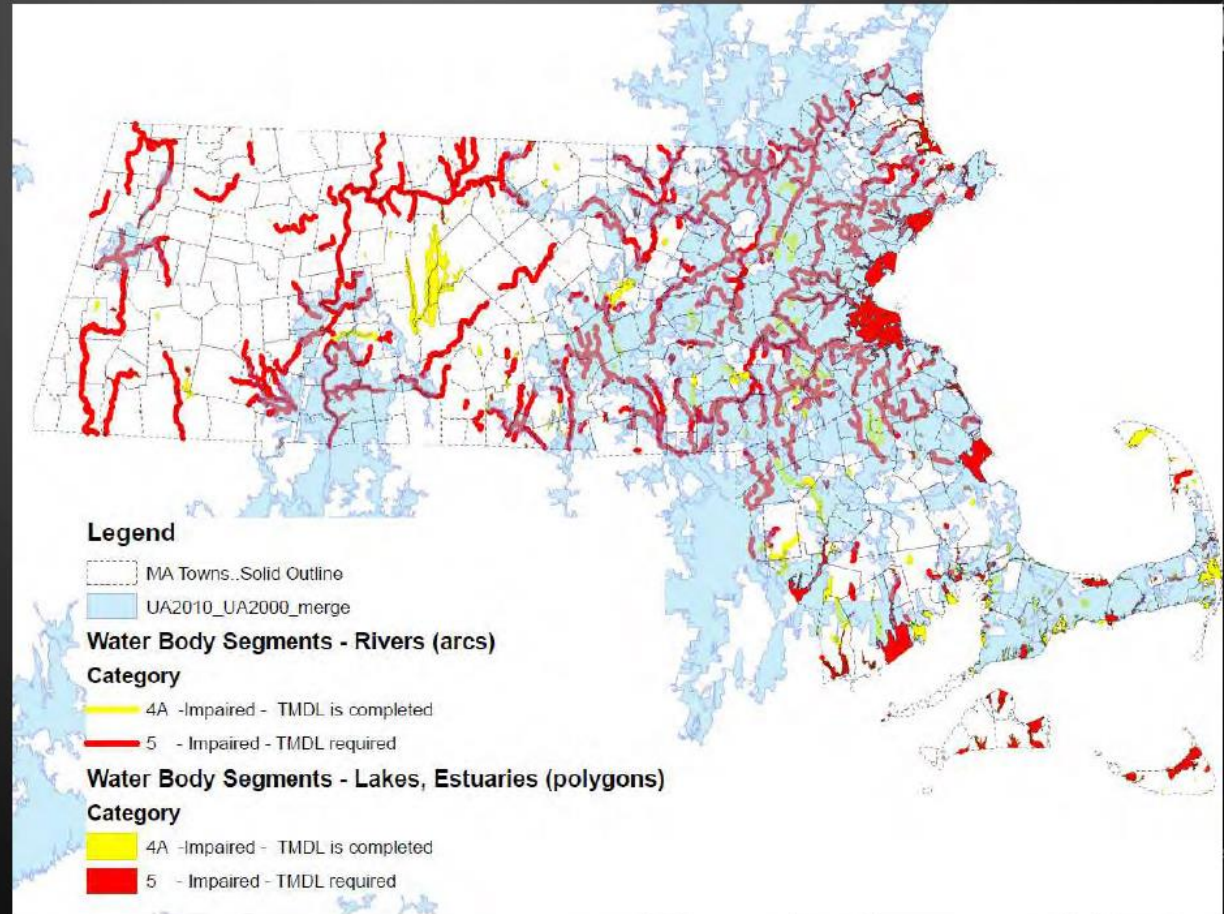 Legend
MA Towns..Solid Outline
UA2010_UA2000_merge
Water Body Segments - Rivers (arcs)
Category
4A -Impaired - TMDL is completed
5 - Impaired - TMDL required
Water Body Segments - Lakes, Estuaries (polygons)
Category
4A -Impaired - TMDL is completed
5 - Impaired - TMDL required